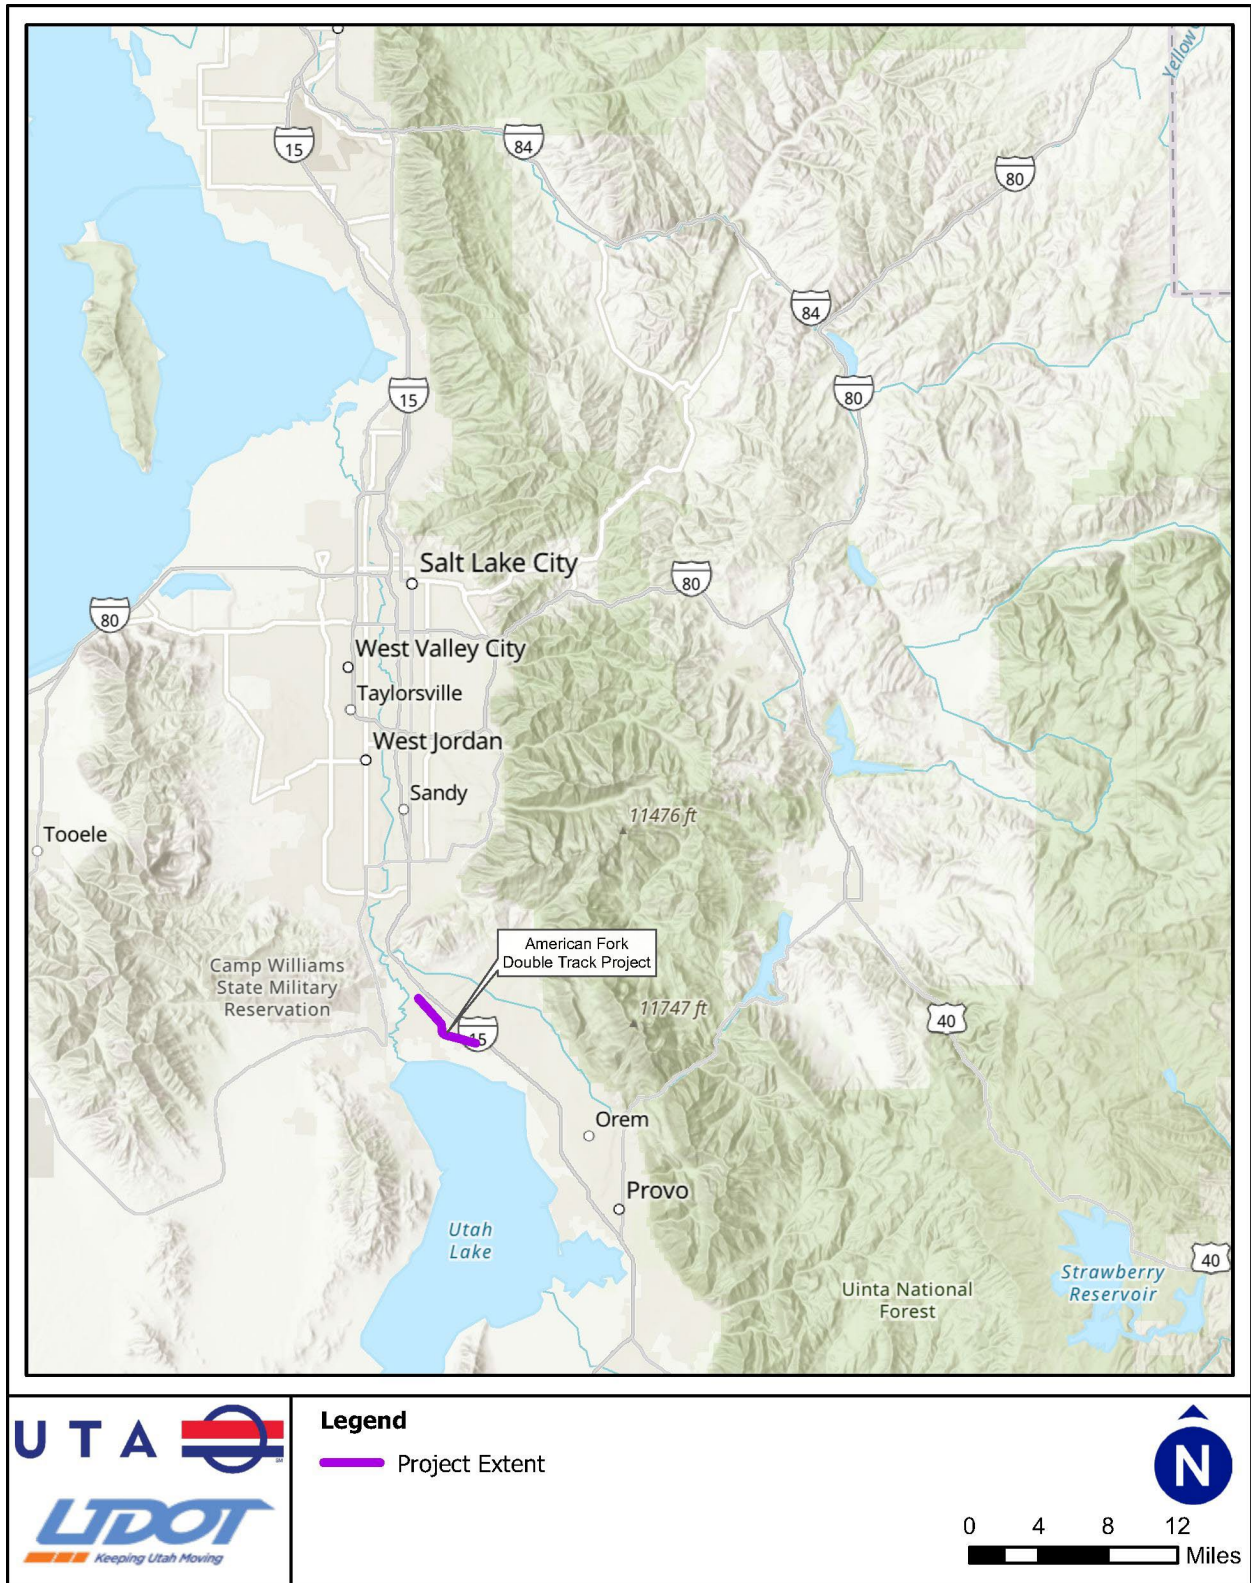 Yellow
15
84
80
84
15
80
Salt Lake City
80
80
West Valley City
Taylorsville
West Jordan
Sandy
11476 ft
Tooele
American Fork
Double Track Project
Camp Williams
State Military
Reservation
11747 ft
15
40
Orem
Provo
Utah
Lake
Strawberry
Reservoir
40
Uinta National
Forest
UTA
SM
UDOT
Keeping Utah Moving
Legend
Project Extent
N
0 4 8 12
Miles